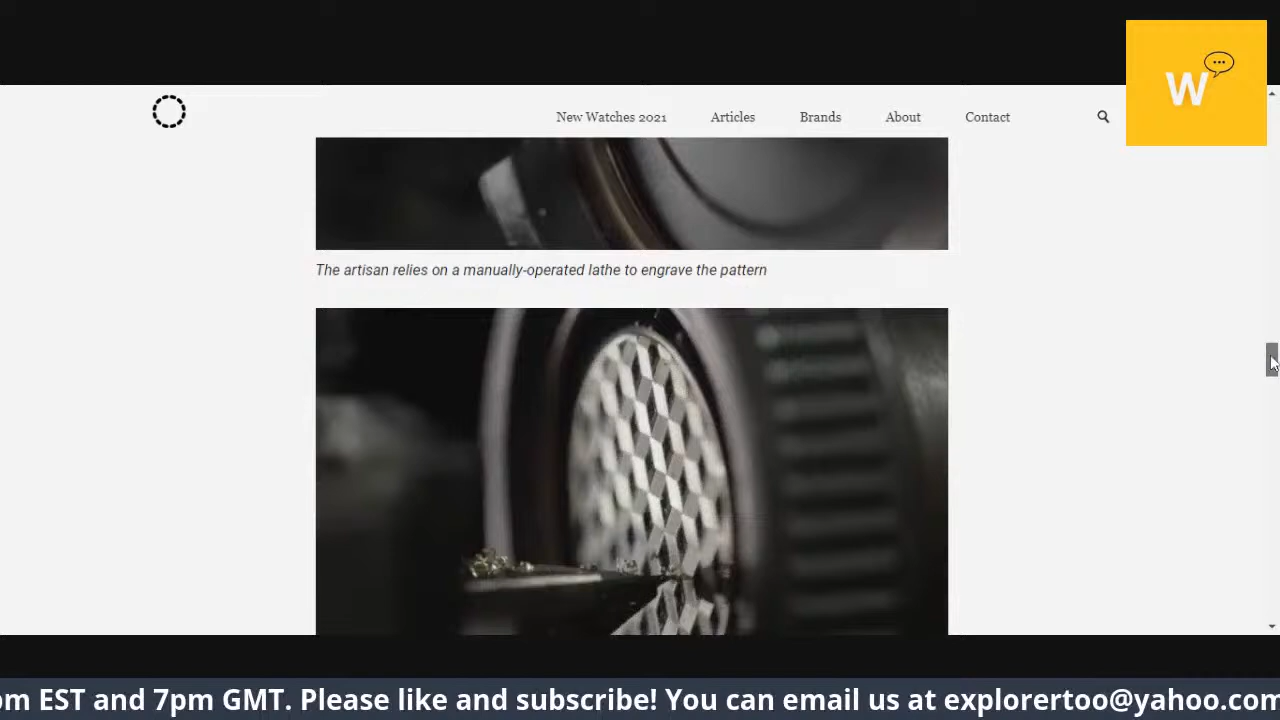 W
New Watches 2021 Articles Brands About Contact
The artisan relies on a manually-operated lathe to engrave the pattern
om EST and 7pm GMT. Please like and subscribe! You can email us at explorertoo@yahoo.com